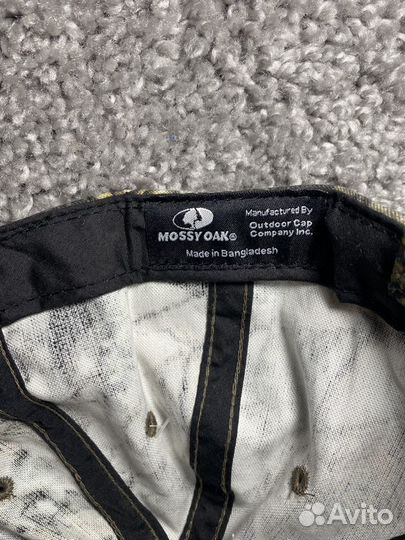 MOSSY OAK®
Manufactured By
Outdoor Cap
Company Inc.
Made in Bangladesh
Avito